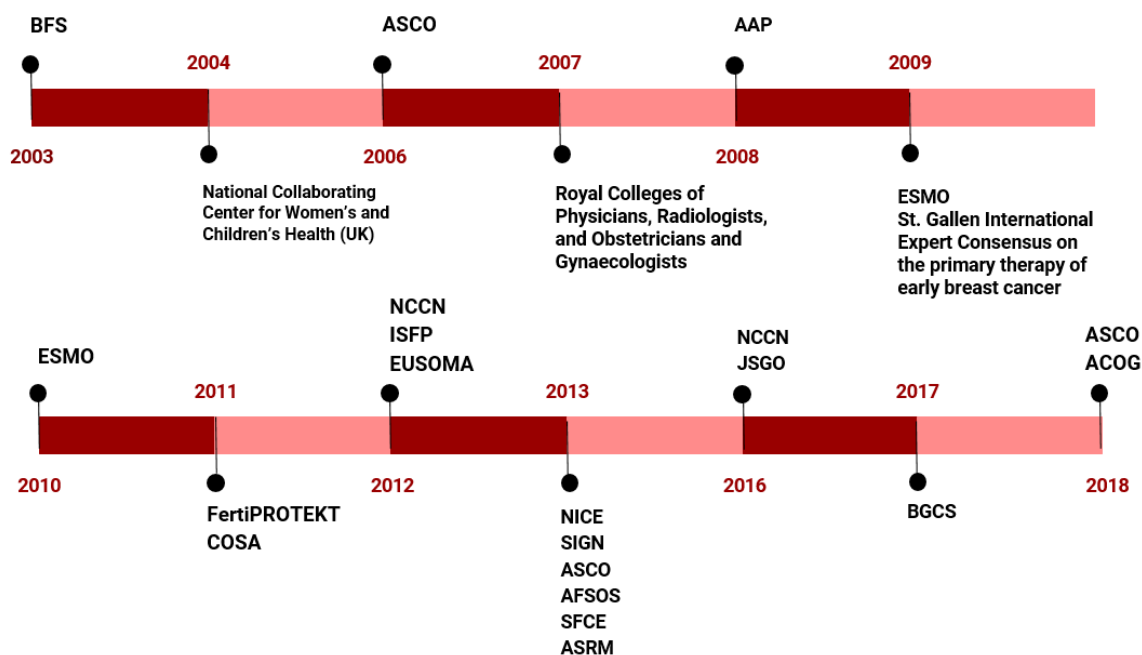 BFS
ASCO
AAP
2004
2007
2009
2003
2006
2008
National Collaborating
Center for Women’s and
Children’s Health (UK)
Royal Colleges of
Physicians, Radiologists,
and Obstetricians and
Gynaecologists
ESMO
St. Gallen International
Expert Consensus on
the primary therapy of
early breast cancer
ESMO
NCCN
ISFP
EUSOMA
NCCN
JSGO
ASCO
ACOG
2011
2013
2017
2010
2012
2016
2018
FertiPROTEKT
COSA
NICE
SIGN
ASCO
AFSOS
SFCE
ASRM
BGCS